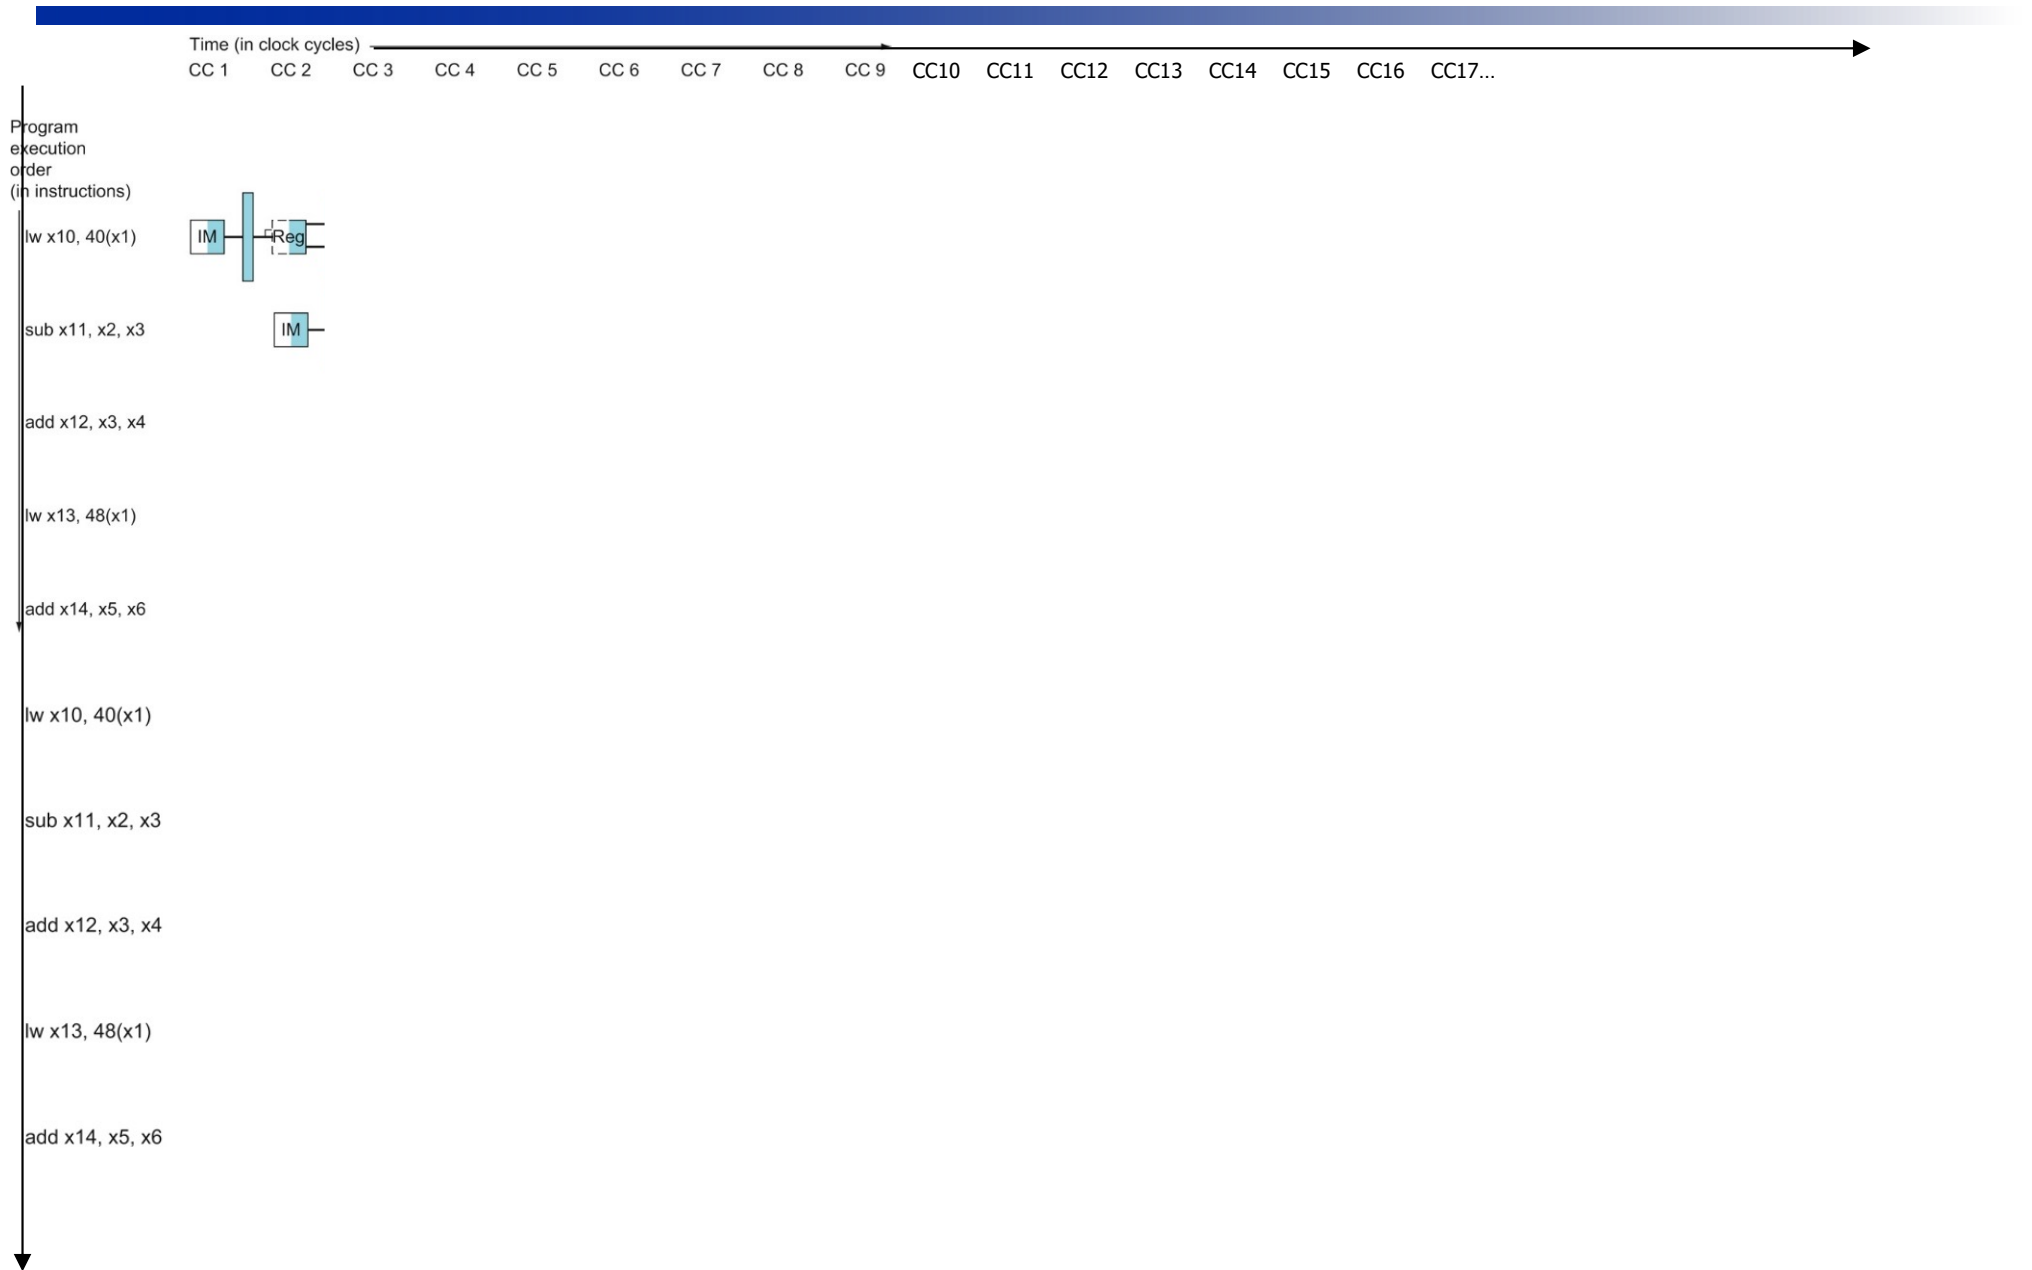 Time (in clock cycles)
CC 1 CC 2 CC 3 CC 4 CC 5 CC 6 CC 7 CC 8 CC 9 CC10 CC11 CC12 CC13 CC14 CC15 CC16 CC17...
Program
execution
order
(in instructions)
lw x10, 40(x1) IM Reg
sub x11, x2, x3 IM
add x12, x3, x4
lw x13, 48(x1)
add x14, x5, x6
lw x10, 40(x1)
sub x11, x2, x3
add x12, x3, x4
lw x13, 48(x1)
add x14, x5, x6